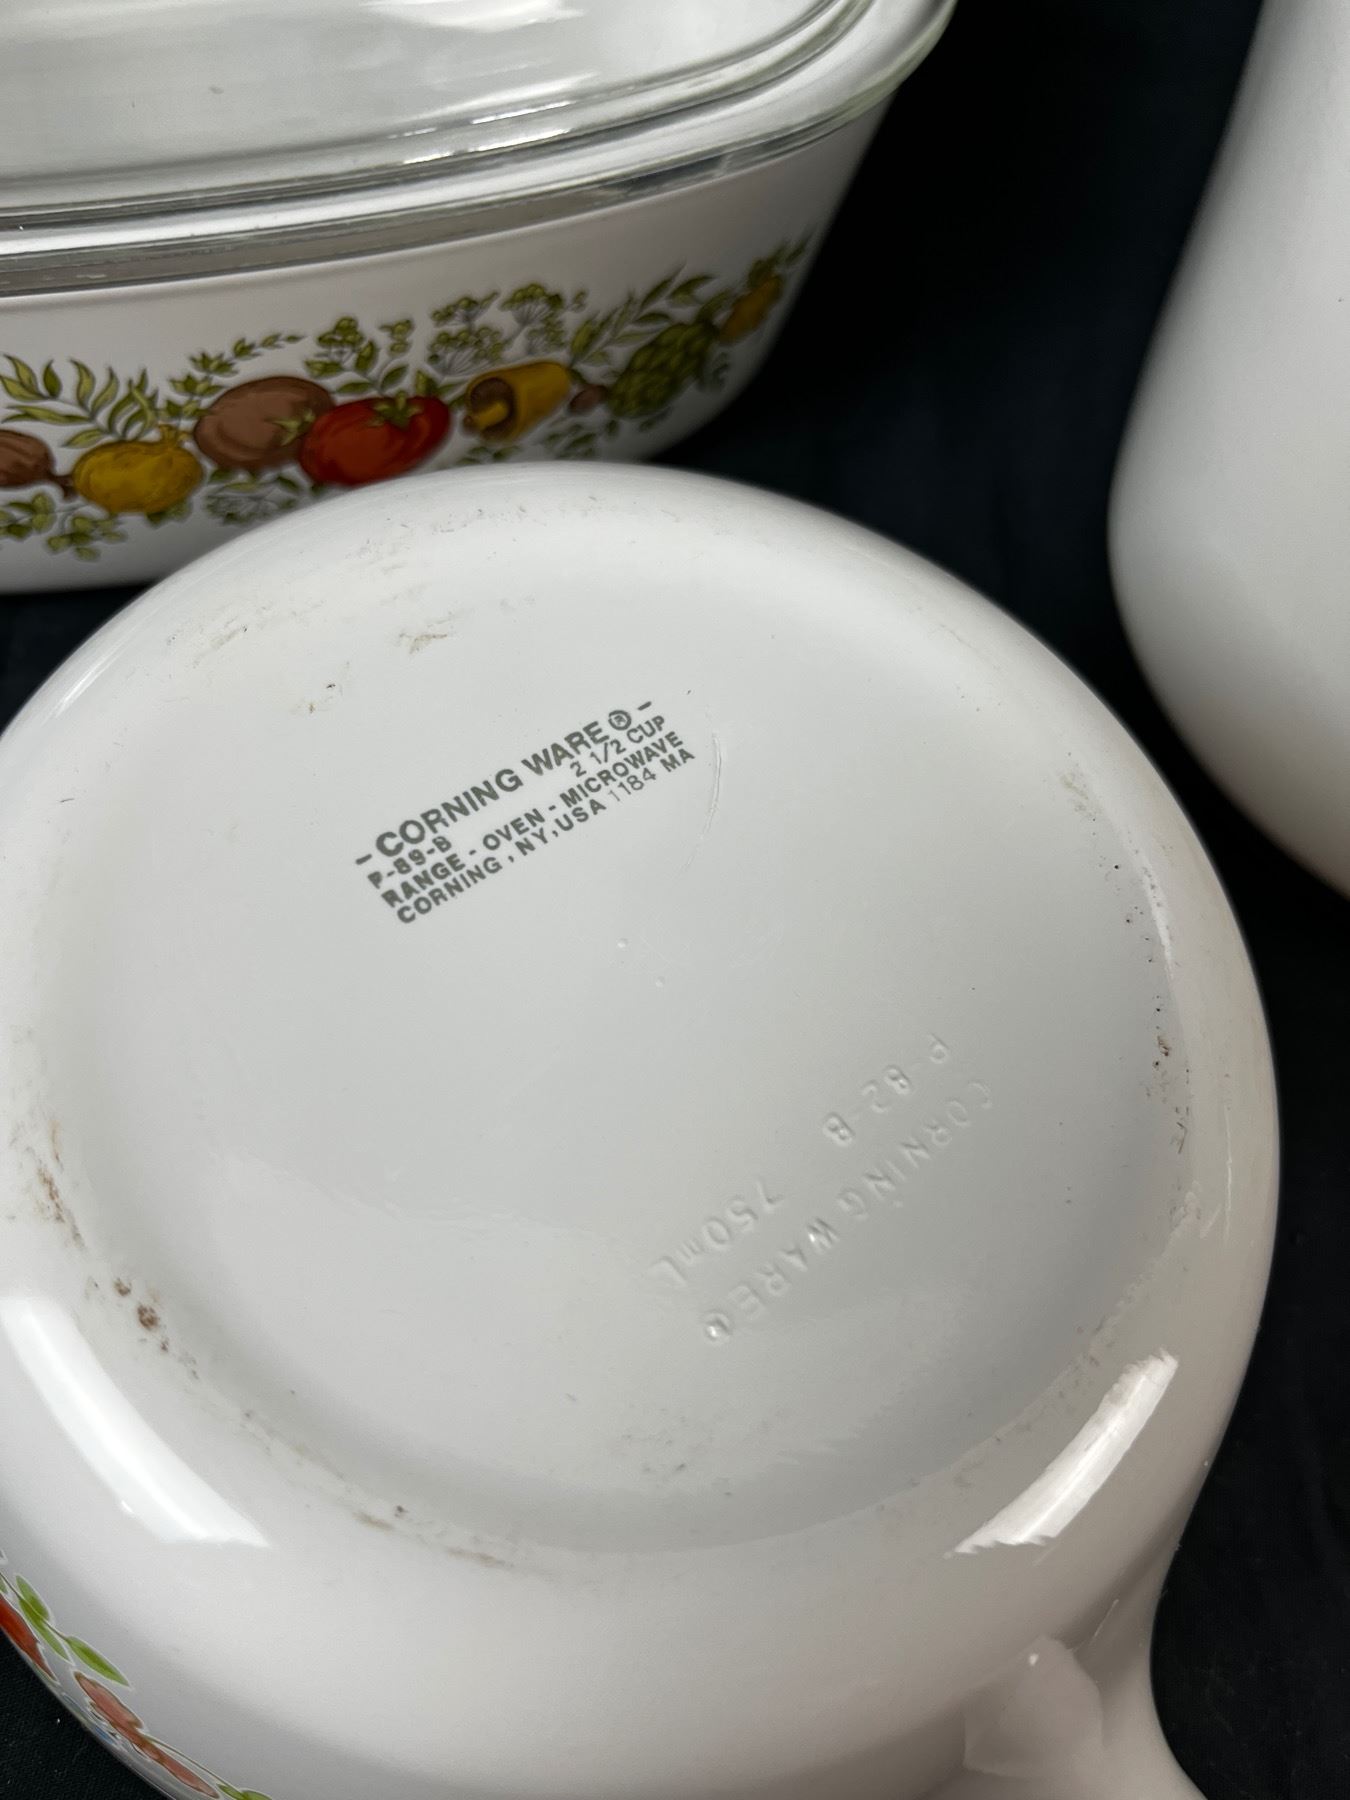 - CORNING WARE® -
P-89-B 2 1/2 CUP
RANGE - OVEN - MICROWAVE
CORNING, NY, USA 1184 MA
CORNING WARE®
P-82-B 750mL